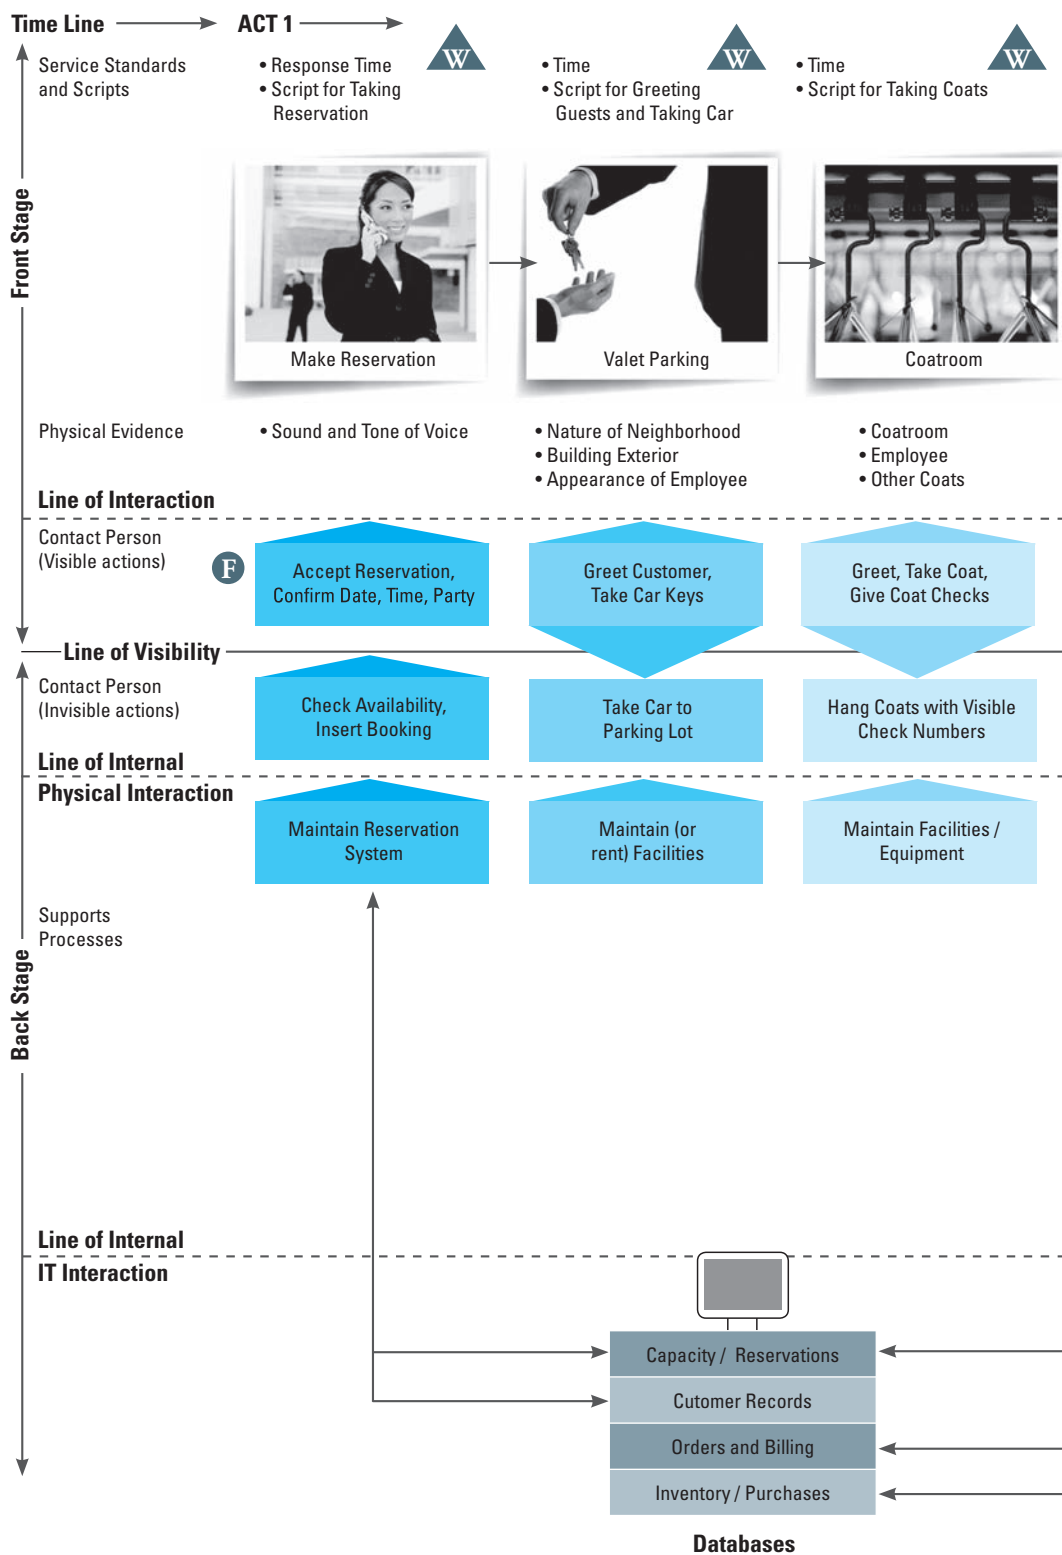 Time Line
ACT 1
Service Standards
and Scripts
• Response Time
• Script for Taking
Reservation
W
• Time
• Script for Greeting
Guests and Taking Car
W
• Time
• Script for Taking Coats
W
Front Stage
Make Reservation
Valet Parking
Coatroom
Physical Evidence
• Sound and Tone of Voice
• Nature of Neighborhood
• Building Exterior
• Appearance of Employee
• Coatroom
• Employee
• Other Coats
Line of Interaction
Contact Person
(Visible actions)
F
Accept Reservation,
Confirm Date, Time, Party
Greet Customer,
Take Car Keys
Greet, Take Coat,
Give Coat Checks
Line of Visibility
Contact Person
(Invisible actions)
Check Availability,
Insert Booking
Take Car to
Parking Lot
Hang Coats with Visible
Check Numbers
Line of Internal
Physical Interaction
Maintain Reservation
System
Maintain (or
rent) Facilities
Maintain Facilities /
Equipment
Supports
Processes
Back Stage
Line of Internal
IT Interaction
Capacity / Reservations
Cutomer Records
Orders and Billing
Inventory / Purchases
Databases